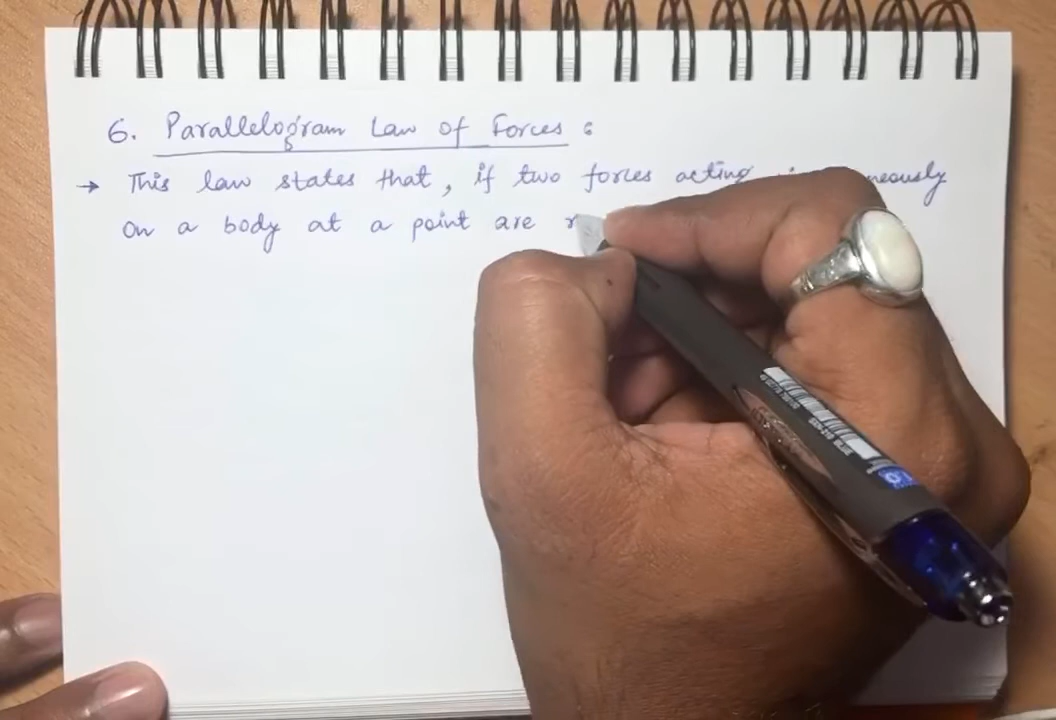 6. Parallelogram Law of Forces :
→ This law states that, if two forces acting
on a body at a point are